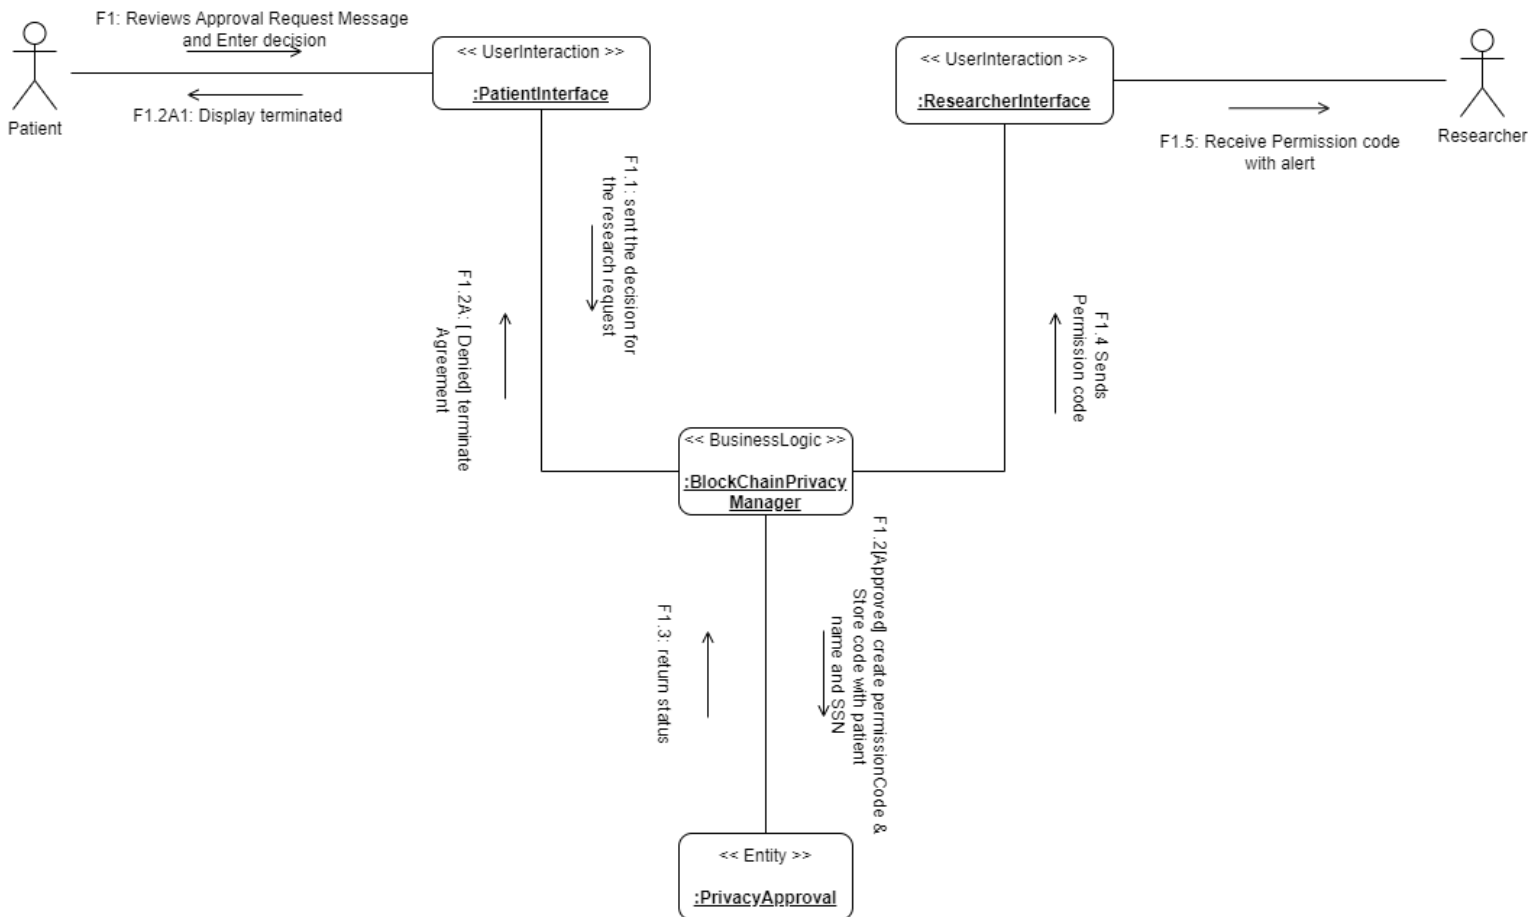 F1: Reviews Approval Request Message
and Enter decision
<< UserInteraction >>
:PatientInterface
<< UserInteraction >>
:ResearcherInterface
F1.2A1: Display terminated
Patient
F1.5: Receive Permission code
with alert
Researcher
F1.1: sent the decision for
the research request
F1.2A: [ Denied] terminate
Agreement
F1.4 Sends
Permission code
<< BusinessLogic >>
:BlockChainPrivacy
Manager
F1.3: return status
F1.2[Approved] create permissionCode &
Store code with patient
name and SSN
<< Entity >>
:PrivacyApproval